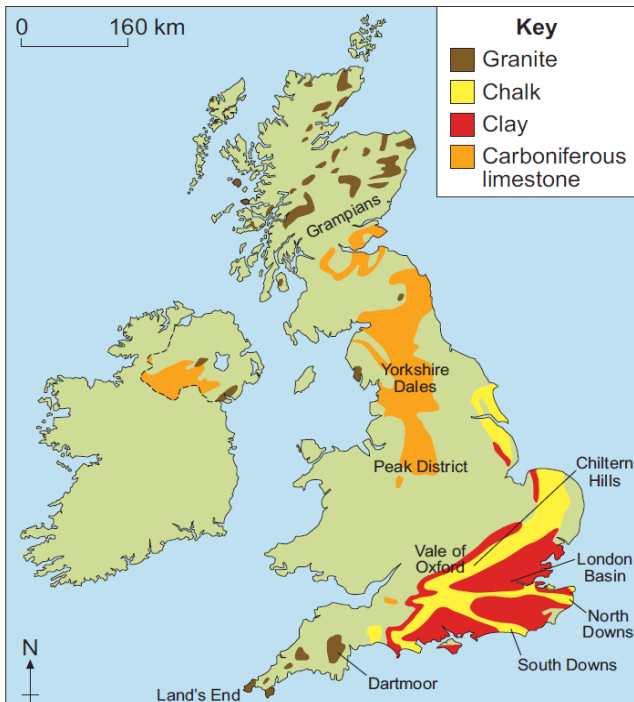 0 160 km
Key
Granite
Chalk
Clay
Carboniferous
limestone
Grampians
Yorkshire
Dales
Peak District
Chiltern
Hills
Vale of
Oxford
London
Basin
North
Downs
South Downs
Dartmoor
Land's End
N